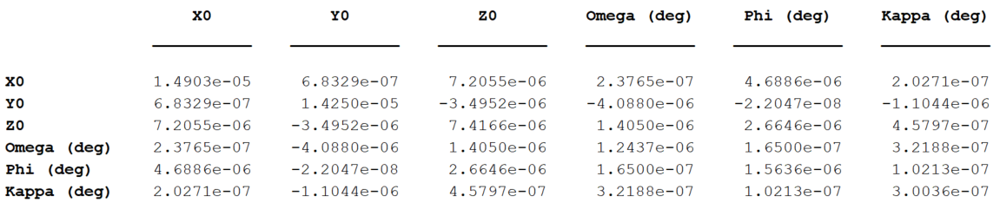 X0 Y0 Z0 Omega (deg) Phi (deg) Kappa (deg)
X0 1.4903e-05 6.8329e-07 7.2055e-06 2.3765e-07 4.6886e-06 2.0271e-07
Y0 6.8329e-07 1.4250e-05 -3.4952e-06 -4.0880e-06 -2.2047e-08 -1.1044e-06
Z0 7.2055e-06 -3.4952e-06 7.4166e-06 1.4050e-06 2.6646e-06 4.5797e-07
Omega (deg) 2.3765e-07 -4.0880e-06 1.4050e-06 1.2437e-06 1.6500e-07 3.2188e-07
Phi (deg) 4.6886e-06 -2.2047e-08 2.6646e-06 1.6500e-07 1.5636e-06 1.0213e-07
Kappa (deg) 2.0271e-07 -1.1044e-06 4.5797e-07 3.2188e-07 1.0213e-07 3.0036e-07